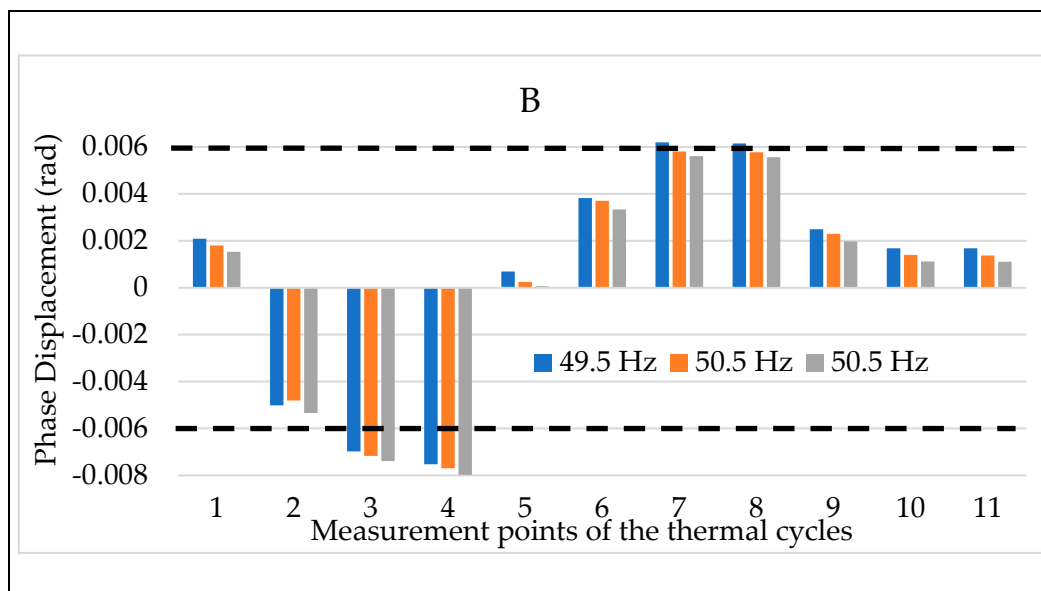 B
Phase Displacement (rad)
0.006
0.004
0.002
0
-0.002
-0.004
-0.006
-0.008
49.5 Hz 50.5 Hz 50.5 Hz
1 2 3 4 5 6 7 8 9 10 11
Measurement points of the thermal cycles